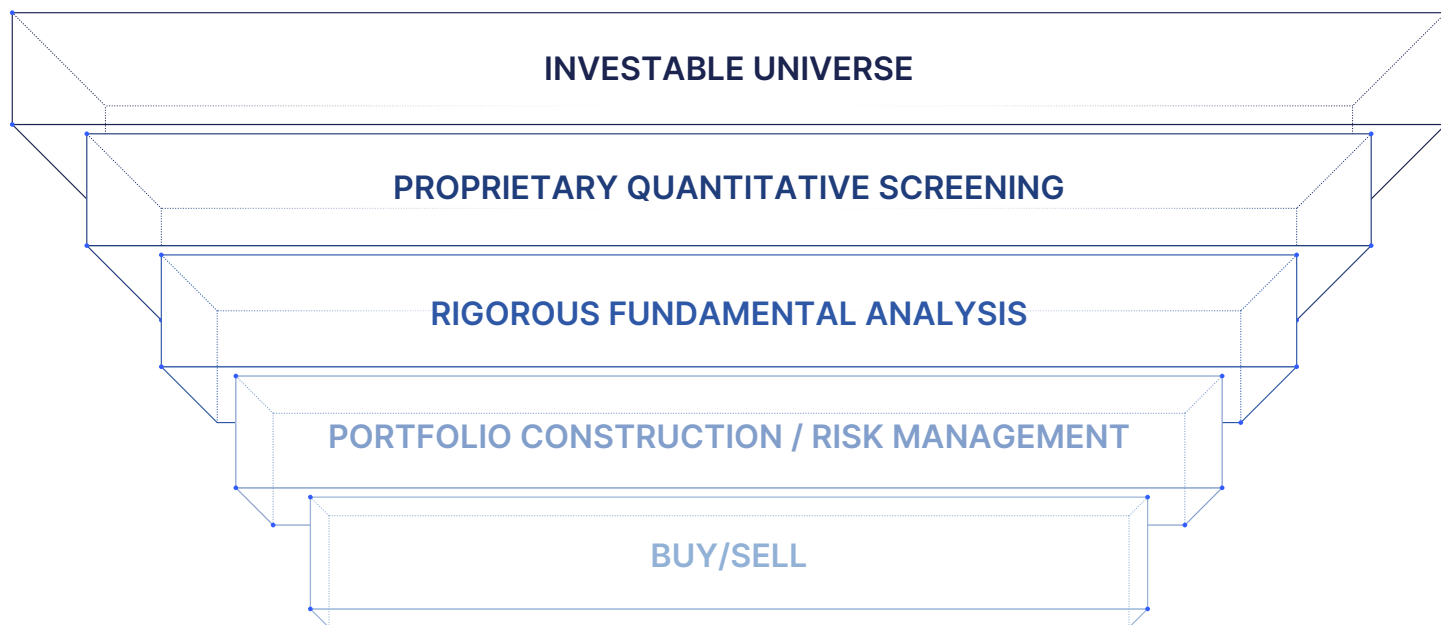 INVESTABLE UNIVERSE
PROPRIETARY QUANTITATIVE SCREENING
RIGOROUS FUNDAMENTAL ANALYSIS
PORTFOLIO CONSTRUCTION / RISK MANAGEMENT
BUY/SELL